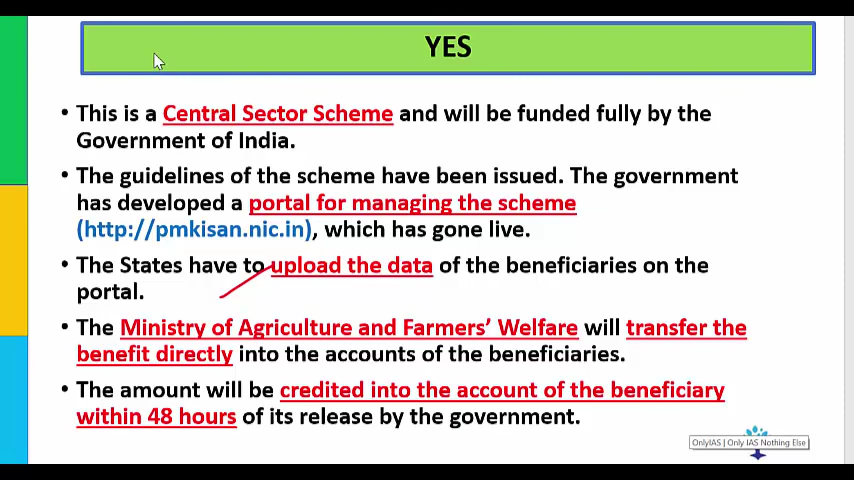 YES
• This is a Central Sector Scheme and will be funded fully by the
Government of India.
• The guidelines of the scheme have been issued. The government
has developed a portal for managing the scheme
(http://pmkisan.nic.in), which has gone live.
• The States have to upload the data of the beneficiaries on the
portal.
• The Ministry of Agriculture and Farmers’ Welfare will transfer the
benefit directly into the accounts of the beneficiaries.
• The amount will be credited into the account of the beneficiary
within 48 hours of its release by the government.
OnlyIAS | Only IAS Nothing Else